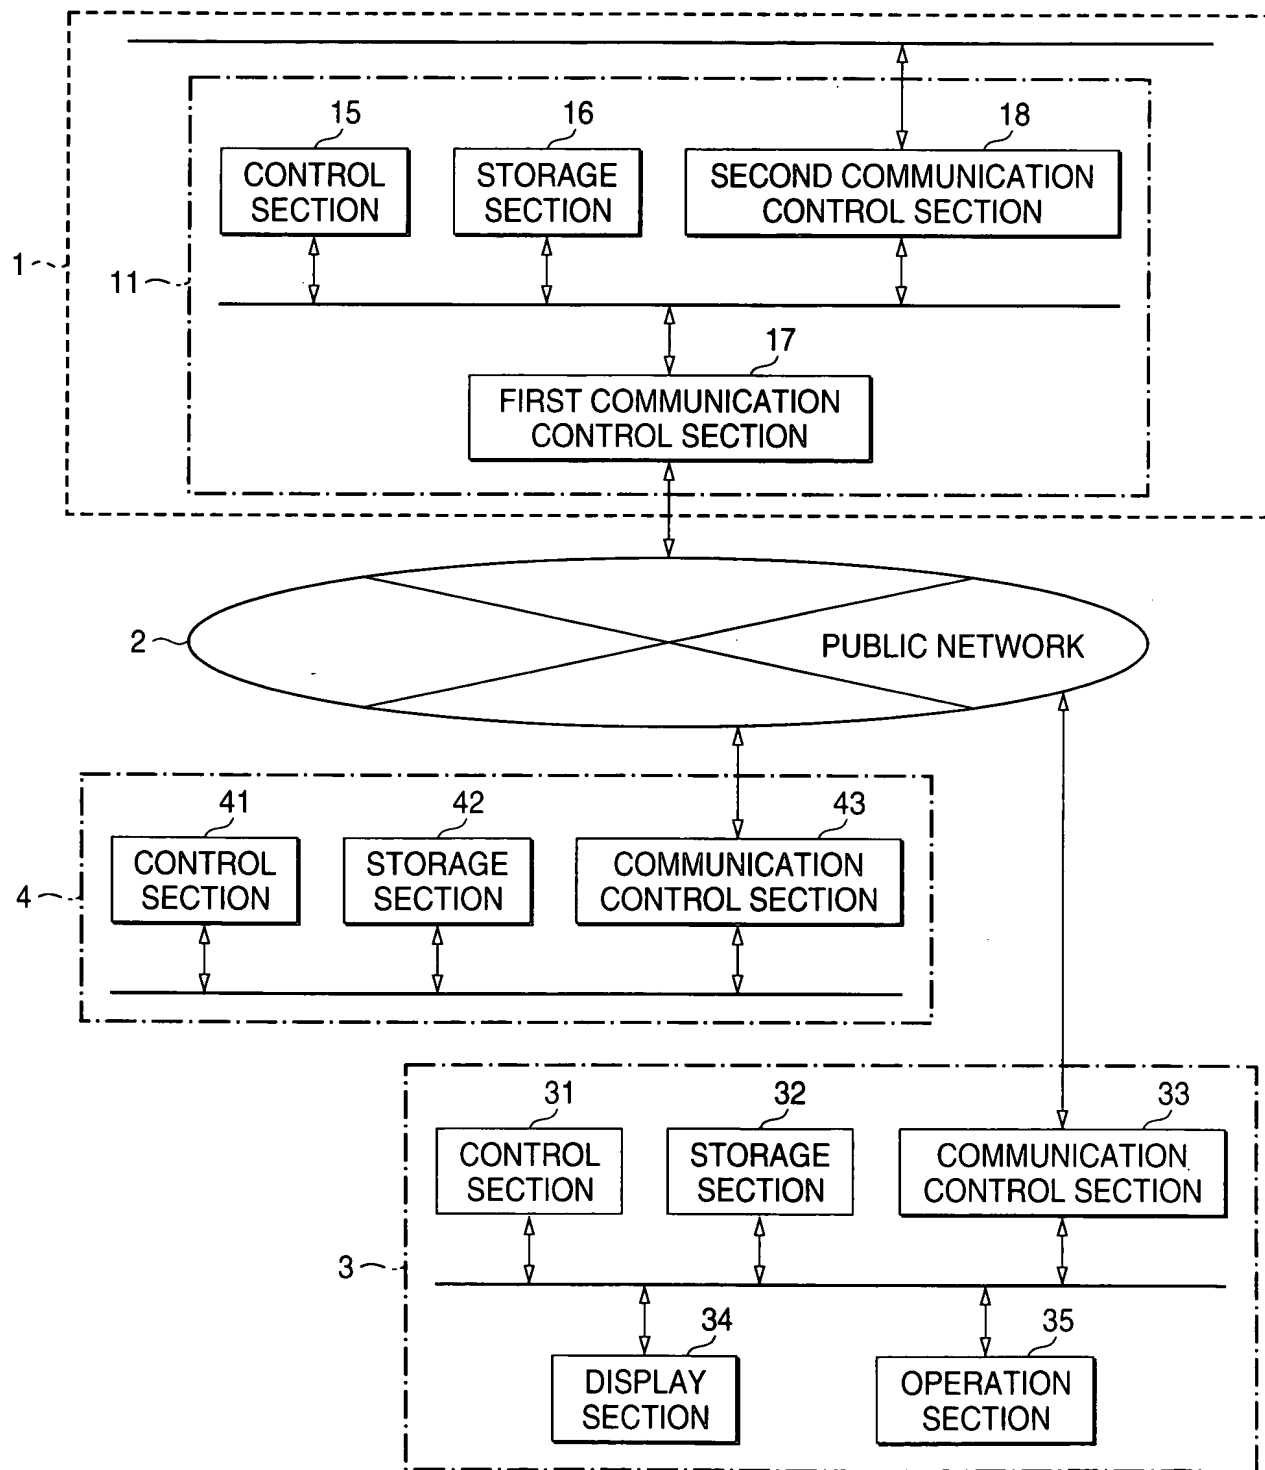 15
16
18
CONTROL
SECTION
STORAGE
SECTION
SECOND COMMUNICATION
CONTROL SECTION
1
11
17
FIRST COMMUNICATION
CONTROL SECTION
2
PUBLIC NETWORK
41
42
43
CONTROL
SECTION
STORAGE
SECTION
COMMUNICATION
CONTROL SECTION
4
31
32
33
CONTROL
SECTION
STORAGE
SECTION
COMMUNICATION
CONTROL SECTION
3
34
35
DISPLAY
SECTION
OPERATION
SECTION